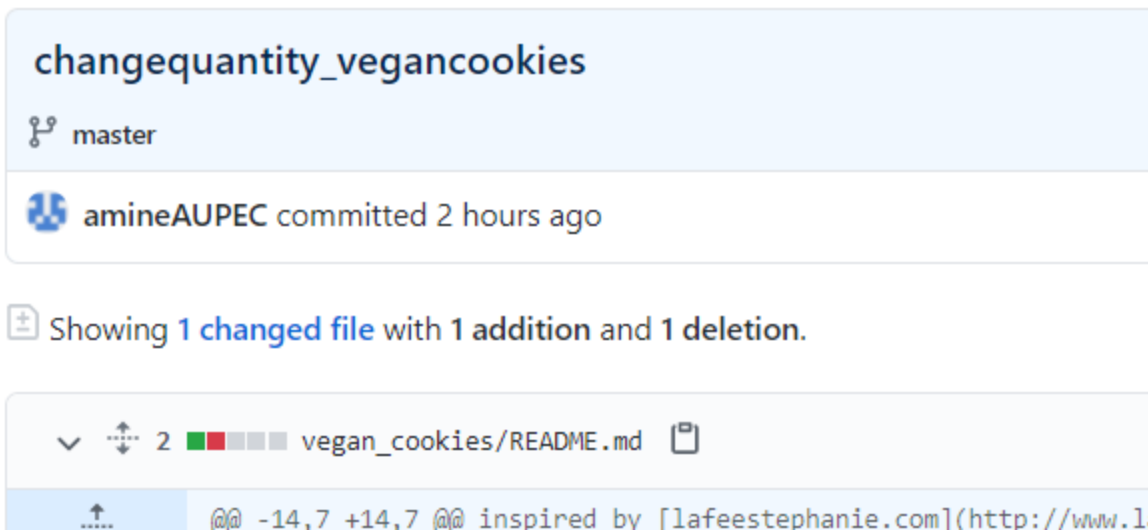 changequantity_vegancookies
master
amineAUPEC committed 2 hours ago
Showing 1 changed file with 1 addition and 1 deletion.
2 vegan_cookies/README.md
@@ -14,7 +14,7 @@ inspired by [lafeestephanie.com](http://www.